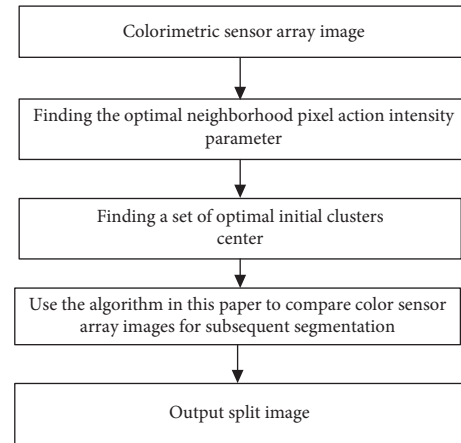 Colorimetric sensor array image
Finding the optimal neighborhood pixel action intensity
parameter
Finding a set of optimal initial clusters
center
Use the algorithm in this paper to compare color sensor
array images for subsequent segmentation
Output split image